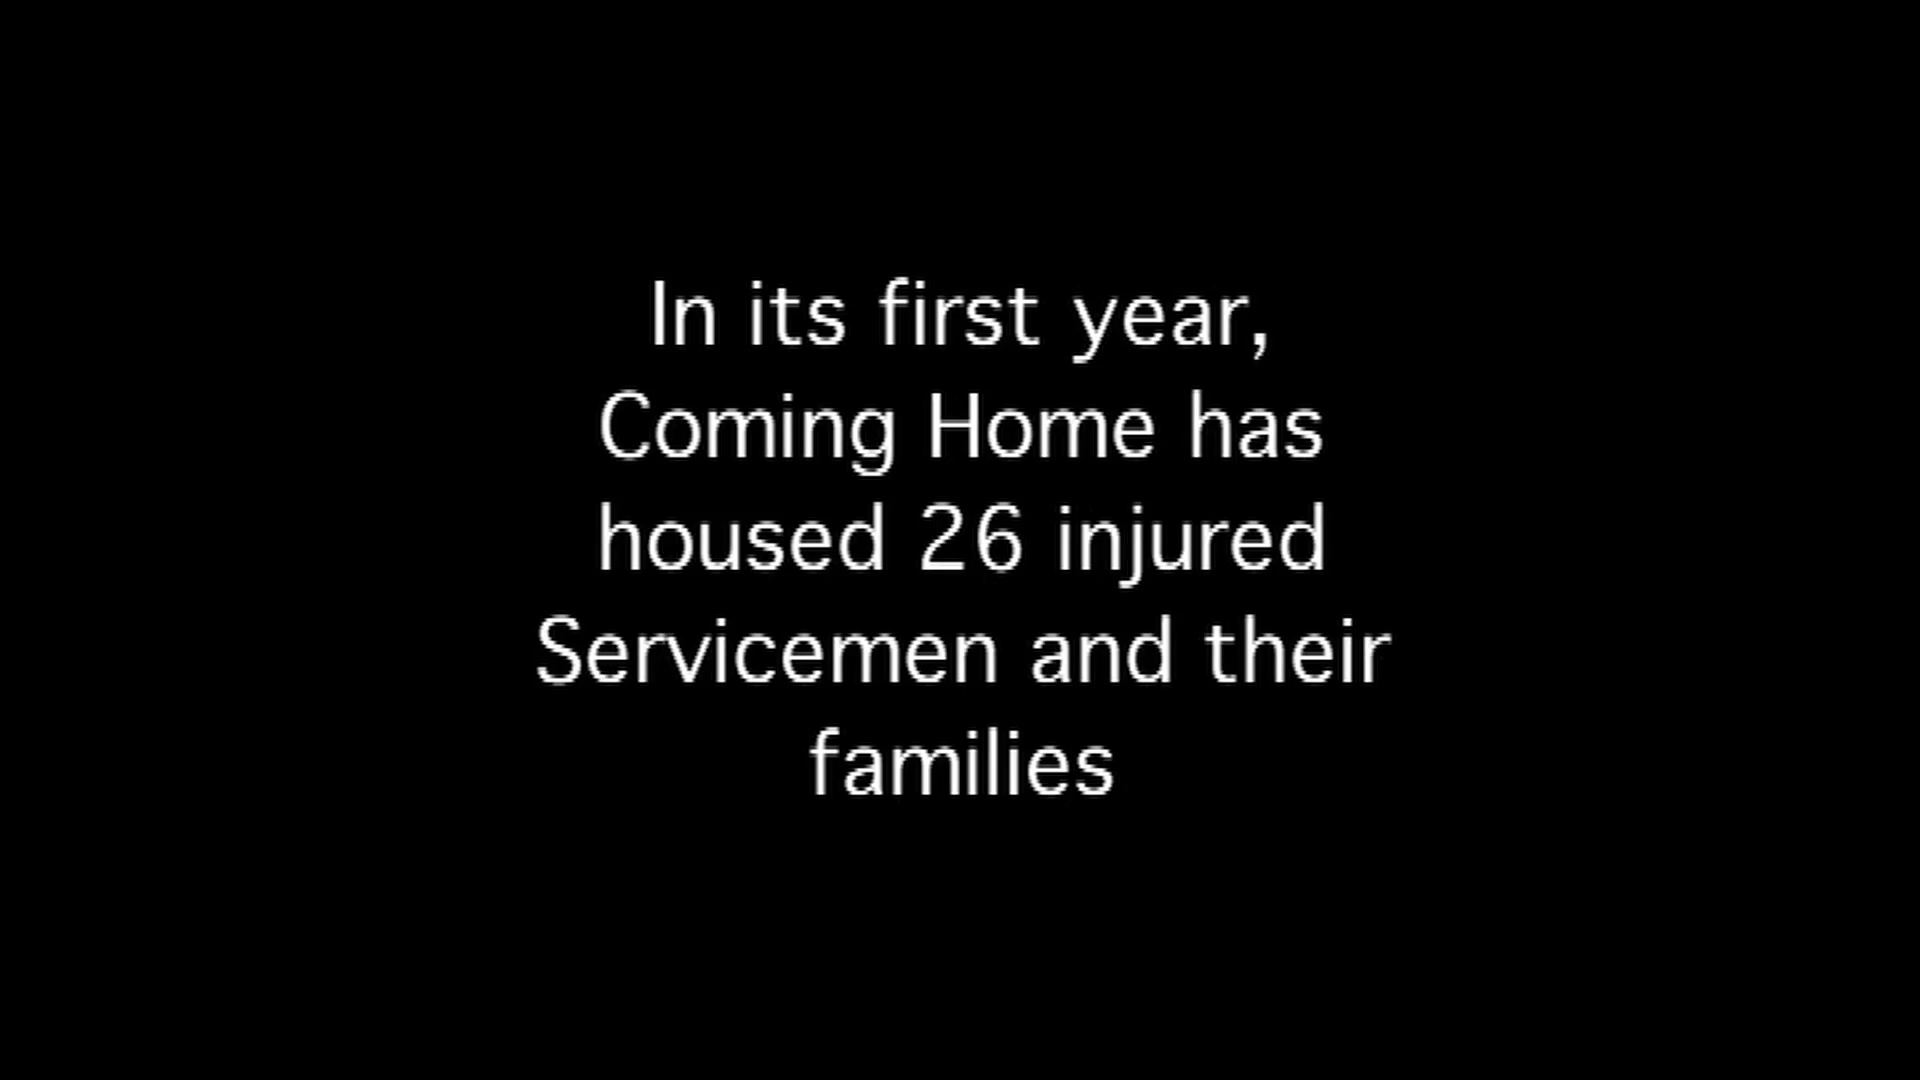 In its first year,
Coming Home has
housed 26 injured
Servicemen and their
families